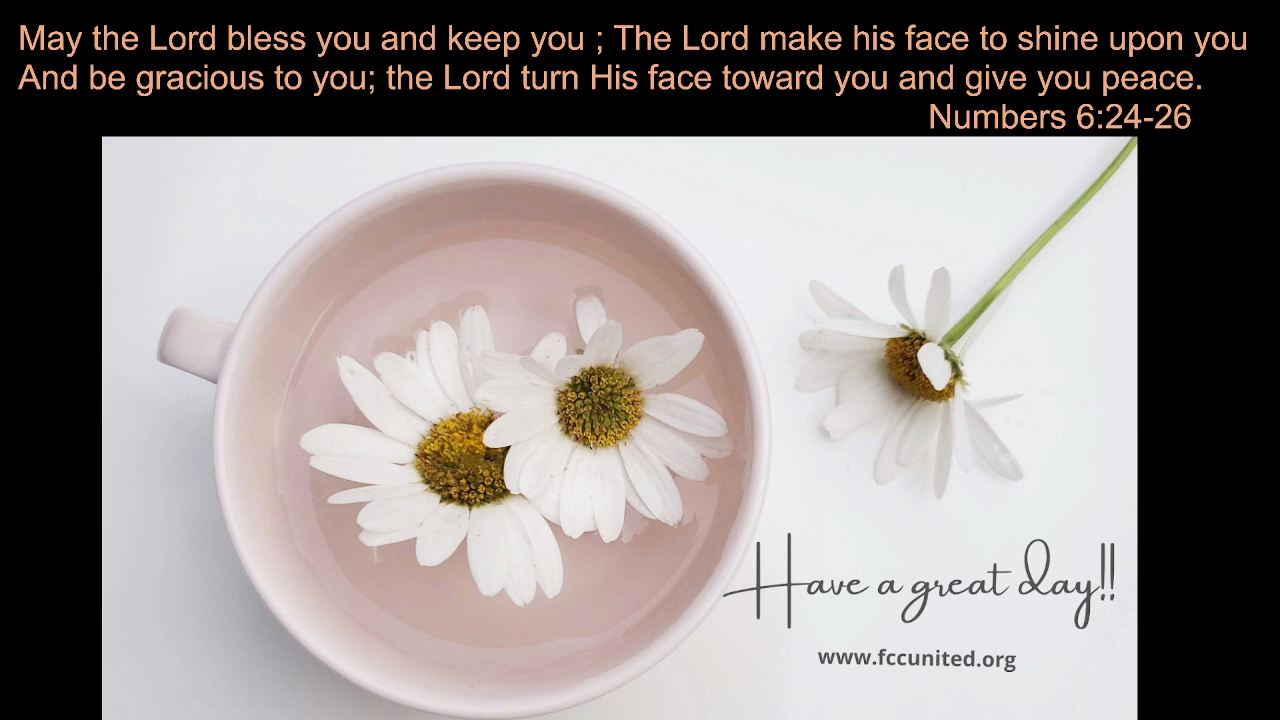 May the Lord bless you and keep you ; The Lord make his face to shine upon you
And be gracious to you; the Lord turn His face toward you and give you peace.
Numbers 6:24-26
Have a great day!!
www.fccunited.org